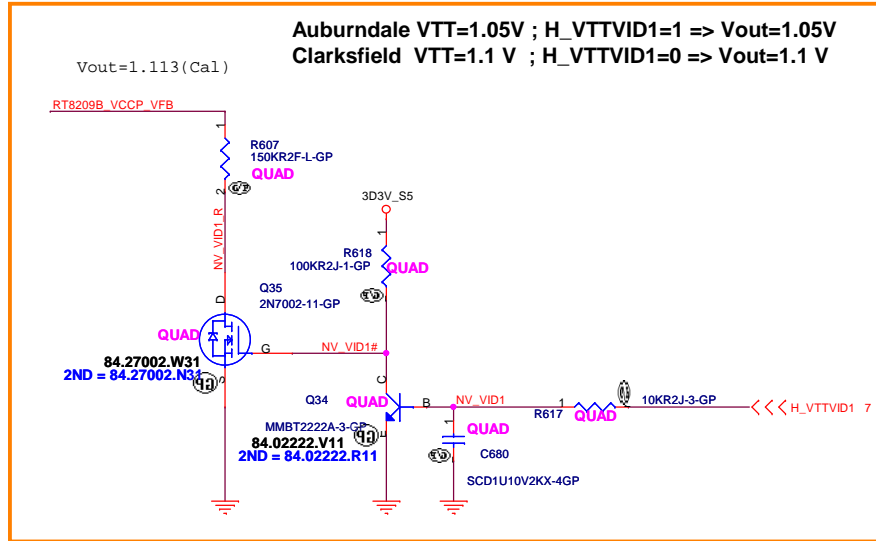 Auburndale VTT=1.05V ; H_VTTVID1=1 => Vout=1.05V
Clarksfield VTT=1.1 V ; H_VTTVID1=0 => Vout=1.1 V
Vout=1.113(Cal)
RT8209B_VCCP_VFB
1
R607
150KR2F-L-GP
QUAD
2
G/P
NV_VID1_R
3D3V_S5
1
R618
100KR2J-1-GP
QUAD
Q35
2N7002-11-GP
D
QUAD
G
NV_VID1#
84.27002.W31
2ND = 84.27002.N31
S
GP
C
Q34
QUAD
B
NV_VID1
1
R617
QUAD
10KR2J-3-GP
H_VTTVID1 7
MMBT2222A-3-GP
E
GP
84.02222.V11
2ND = 84.02222.R11
1
QUAD
C680
SCD1U10V2KX-4GP